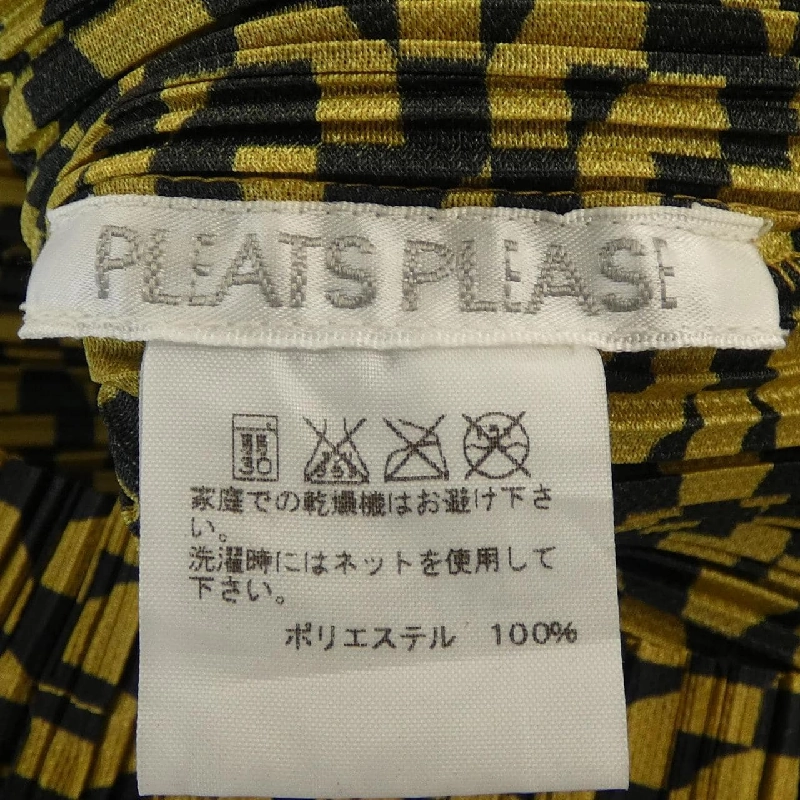 PLEATS PLEASE
弱
30
家庭での乾燥機はお避け下さ
い。
洗濯時にはネットを使用して
下さい。
ポリエステル 100%